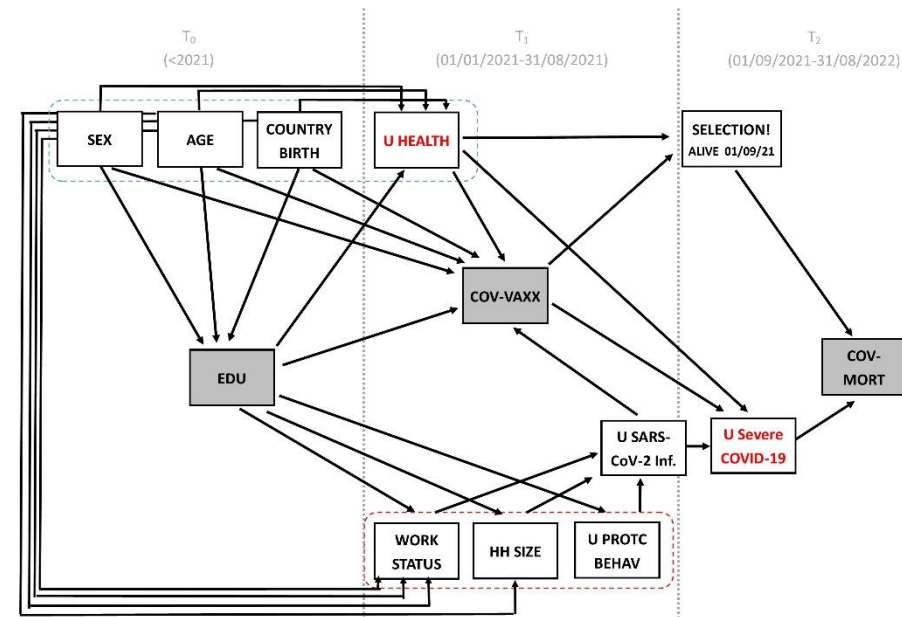 T₀
(<2021)
T₁
(01/01/2021-31/08/2021)
T₂
(01/09/2021-31/08/2022)
SEX
AGE
COUNTRY
BIRTH
U HEALTH
SELECTION!
ALIVE 01/09/21
COV-VAXX
EDU
COV-
MORT
U SARS-
CoV-2 Inf.
U Severe
COVID-19
WORK
STATUS
HH SIZE
U PROTC
BEHAV